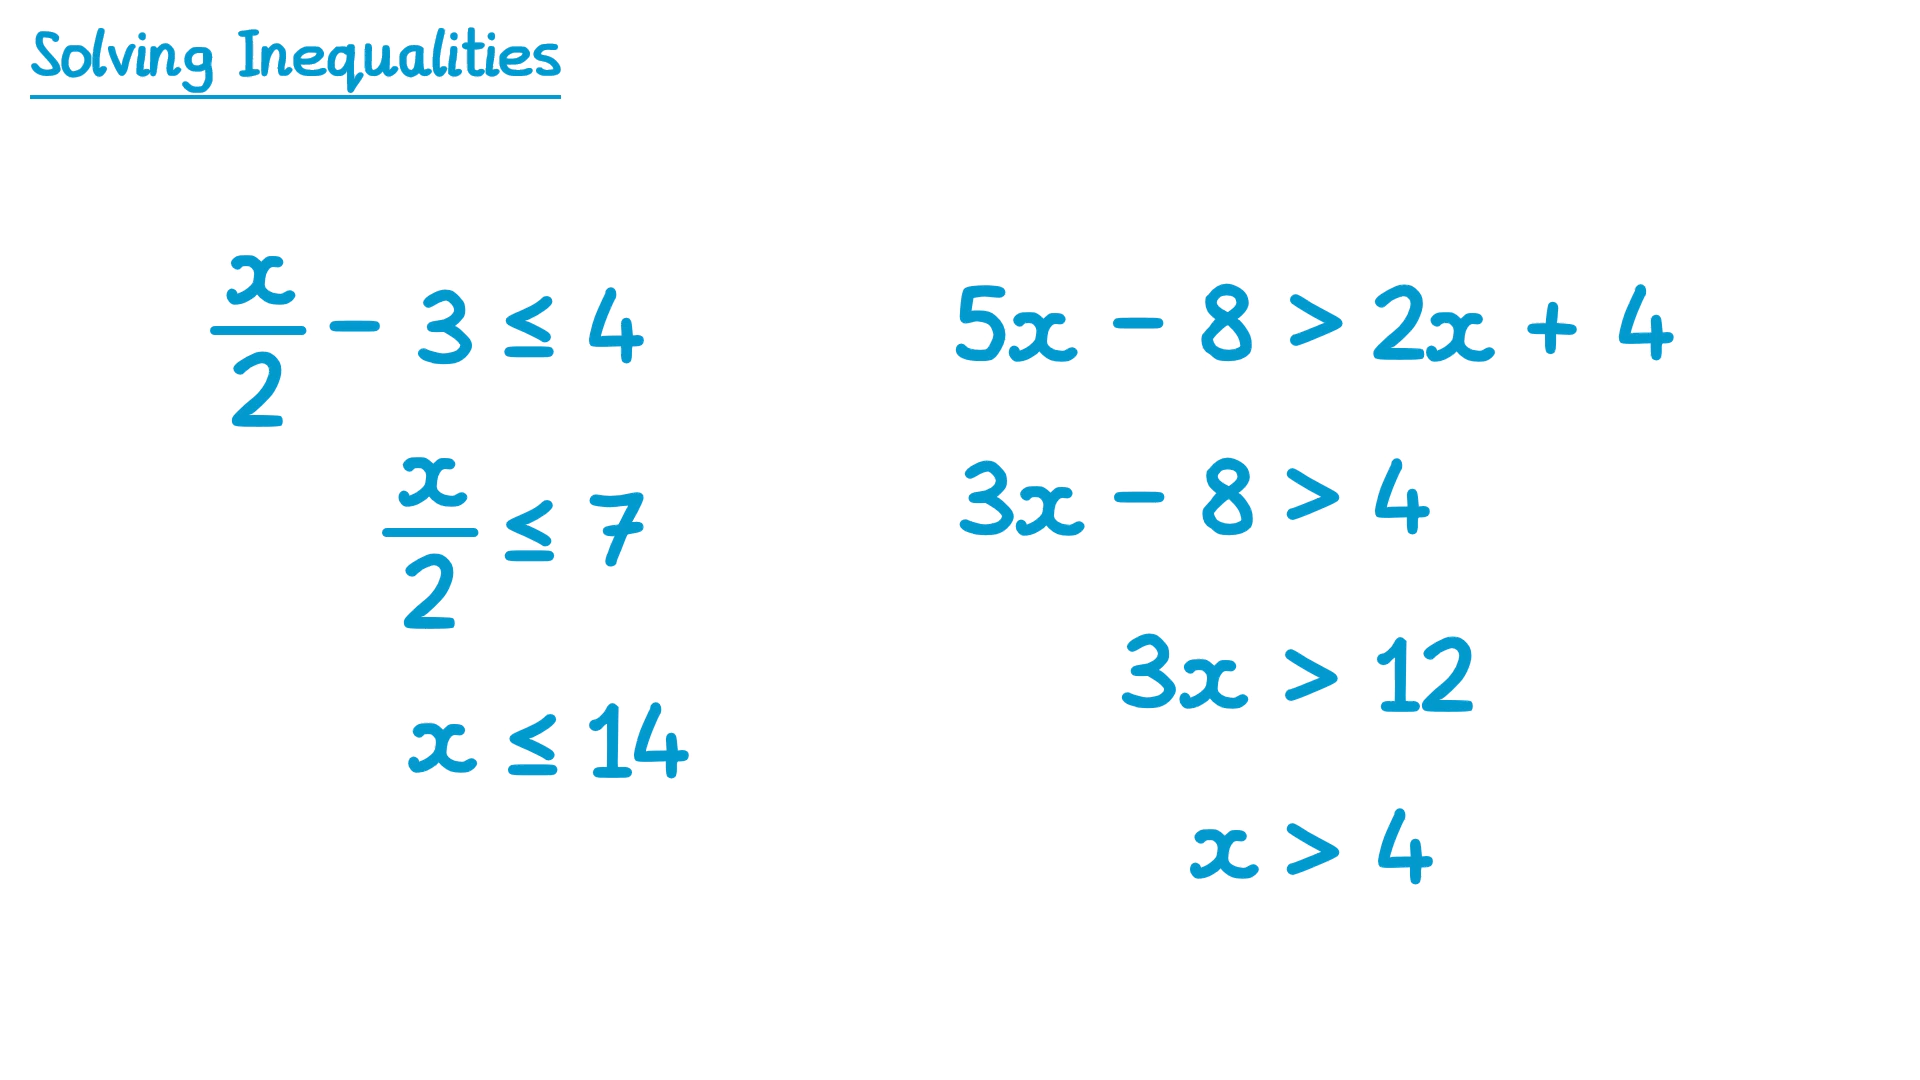 Solving Inequalities
x/2 − 3 ≤ 4
x/2 ≤ 7
x ≤ 14
5x − 8 > 2x + 4
3x − 8 > 4
3x > 12
x > 4